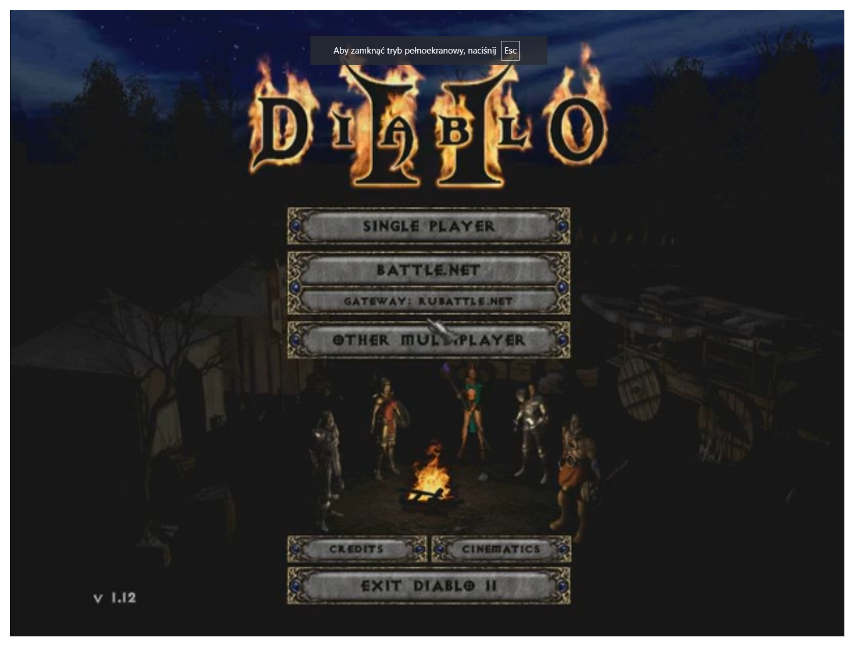 Aby zamknąć tryb pełnoekranowy, naciśnij Esc
DIABLO II
SINGLE PLAYER
BATTLE.NET
GATEWAY: RUBATTLE.NET
OTHER MULTIPLAYER
CREDITS
CINEMATICS
EXIT DIABLO II
v 1.12